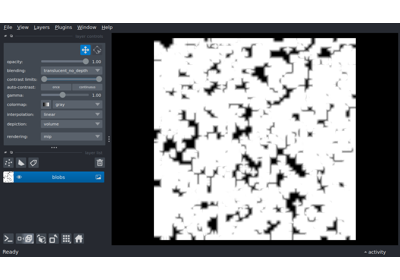 File View Layers Plugins Window Help
opacity: 1.00
blending: translucent_no_depth
contrast limits:
auto-contrast: once continuous
gamma: 1.00
colormap: gray
interpolation: linear
depiction: volume
rendering: mip
blobs
Ready
activity